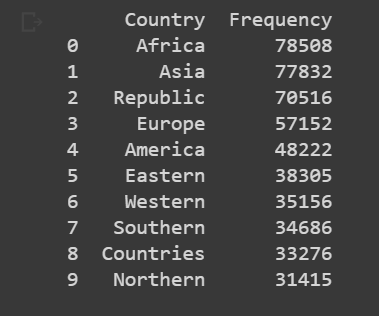 Country Frequency
0 Africa 78508
1 Asia 77832
2 Republic 70516
3 Europe 57152
4 America 48222
5 Eastern 38305
6 Western 35156
7 Southern 34686
8 Countries 33276
9 Northern 31415